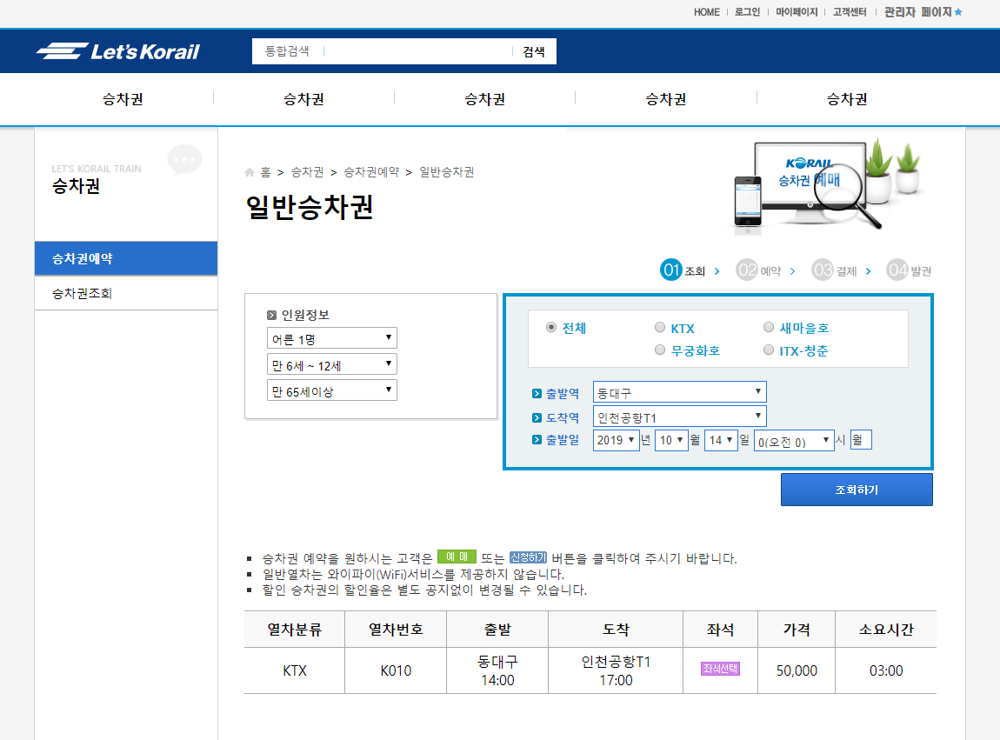 HOME 로그인 마이페이지 고객센터 관리자 페이지
Let's Korail 통합검색 검색
승차권 승차권 승차권 승차권 승차권
LET'S KORAIL TRAIN
승차권
홈 > 승차권 > 승차권예약 > 일반승차권
일반승차권
KORAIL
승차권 예매
승차권예약
승차권조회
01 조회 02 예약 03 결제 04 발권
인원정보
어른 1명
만 6세 ~ 12세
만 65세이상
전체 KTX 새마을호
무궁화호 ITX-청춘
출발역 동대구
도착역 인천공항T1
출발일 2019 년 10 월 14 일 0(오전 0) 시 월
조회하기
승차권 예약을 원하시는 고객은 예 매 또는 신청하기 버튼을 클릭하여 주시기 바랍니다.
일반열차는 와이파이(WiFi)서비스를 제공하지 않습니다.
할인 승차권의 할인율은 별도 공지없이 변경될 수 있습니다.
열차분류 열차번호 출발 도착 좌석 가격 소요시간
KTX K010 동대구 14:00 인천공항T1 17:00 좌석선택 50,000 03:00